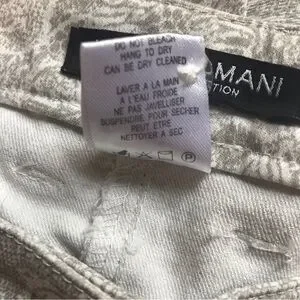 DO NOT BLEACH
HANG TO DRY
CAN BE DRY CLEANED
LAVER A LA MAIN
A L'EAU FROIDE
NE PAS JAVELLISER
SUSPENDRE POUR SECHER
PEUT ETRE
NETTOYER A SEC
P
OMANI
TION